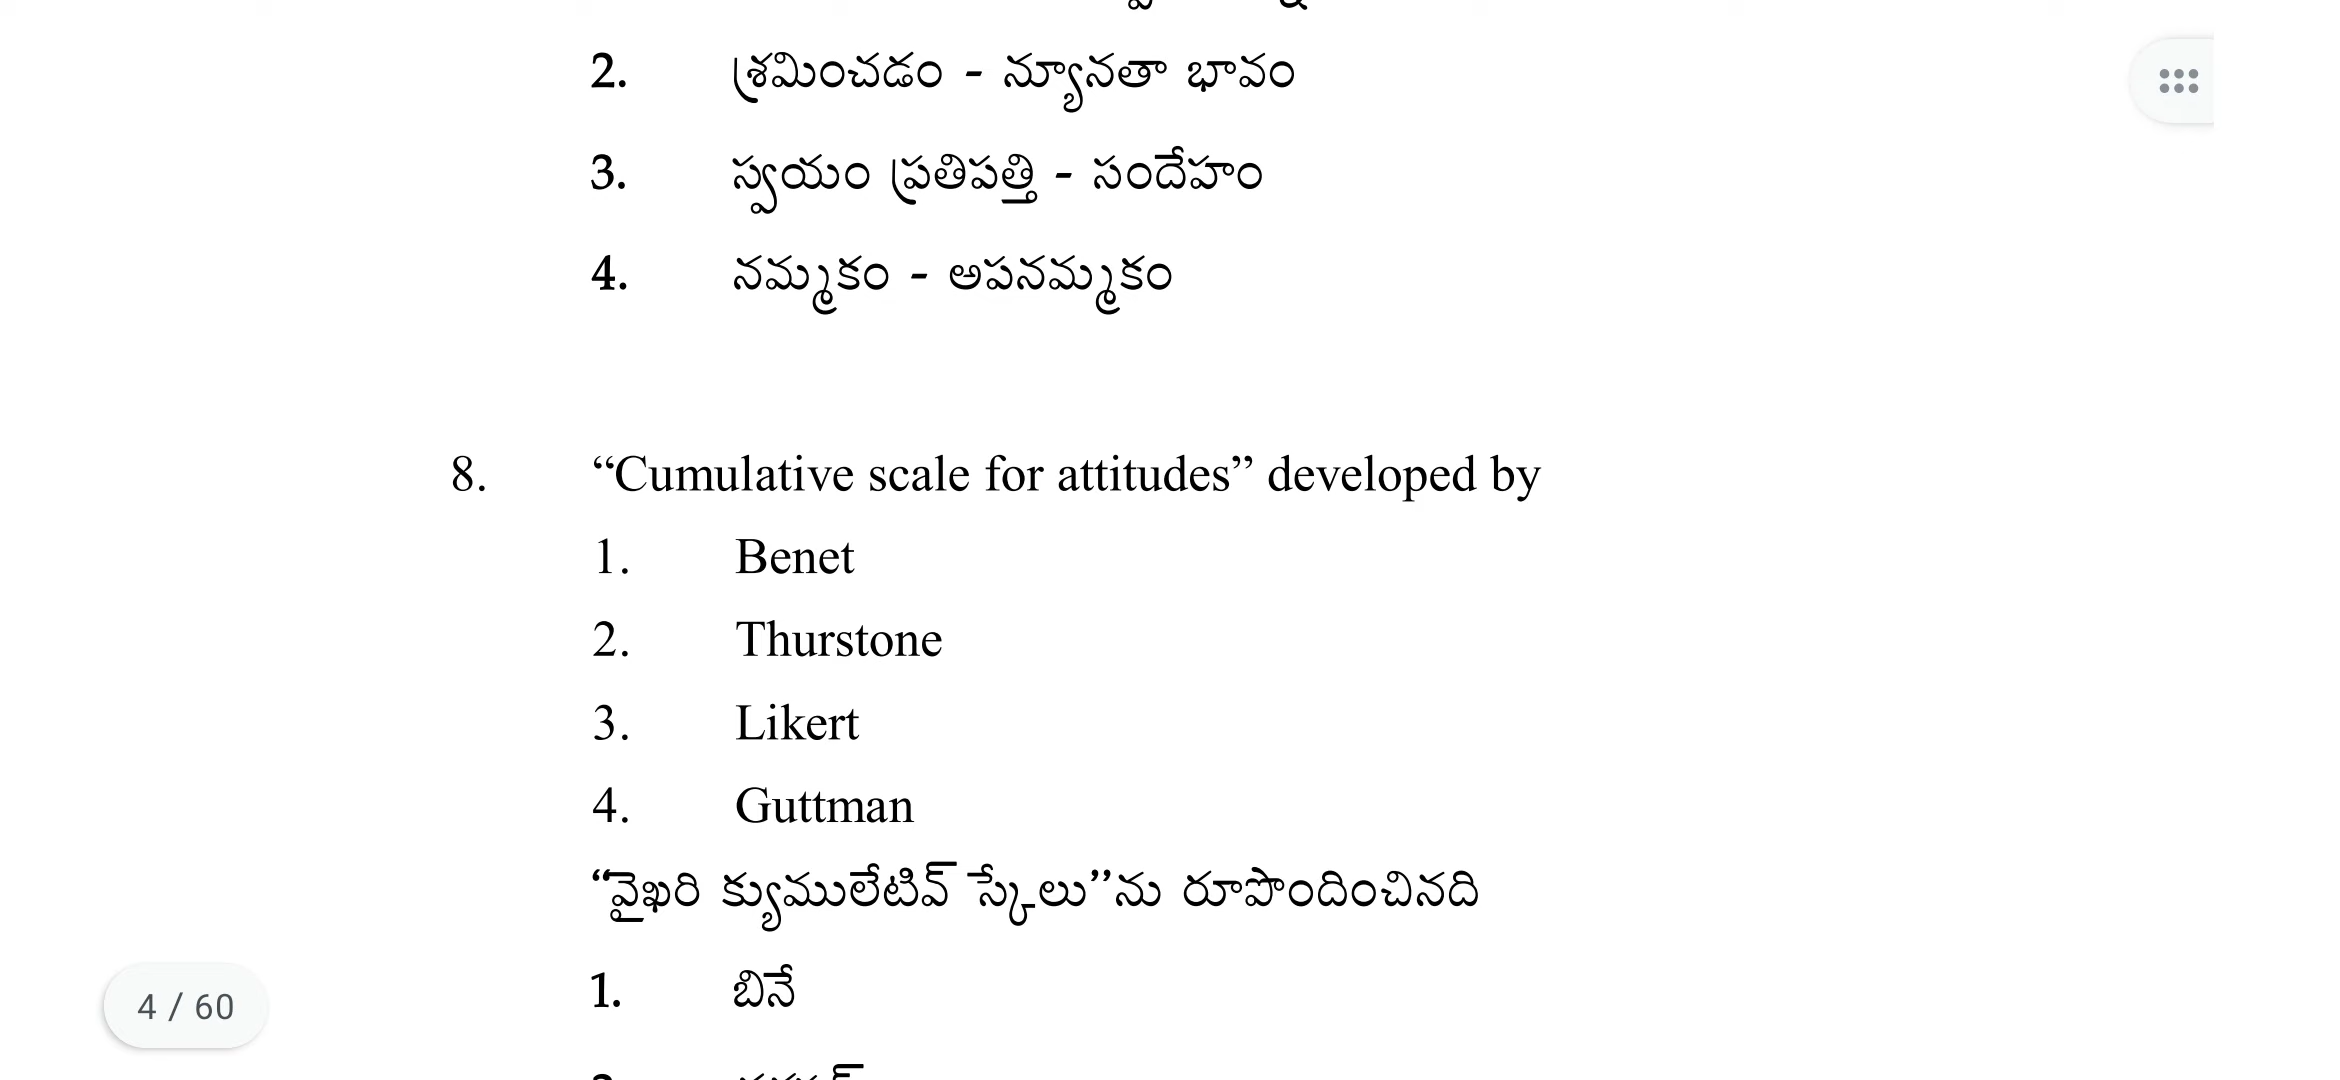 2. శ్రమించడం - న్యూనతా భావం
3. స్వయం ప్రతిపత్తి - సందేహం
4. నమ్మకం - అపనమ్మకం
8. “Cumulative scale for attitudes” developed by
1. Benet
2. Thurstone
3. Likert
4. Guttman
“వైఖరి క్యుములేటివ్ స్కేలు”ను రూపొందించినది
1. బినే
4 / 60